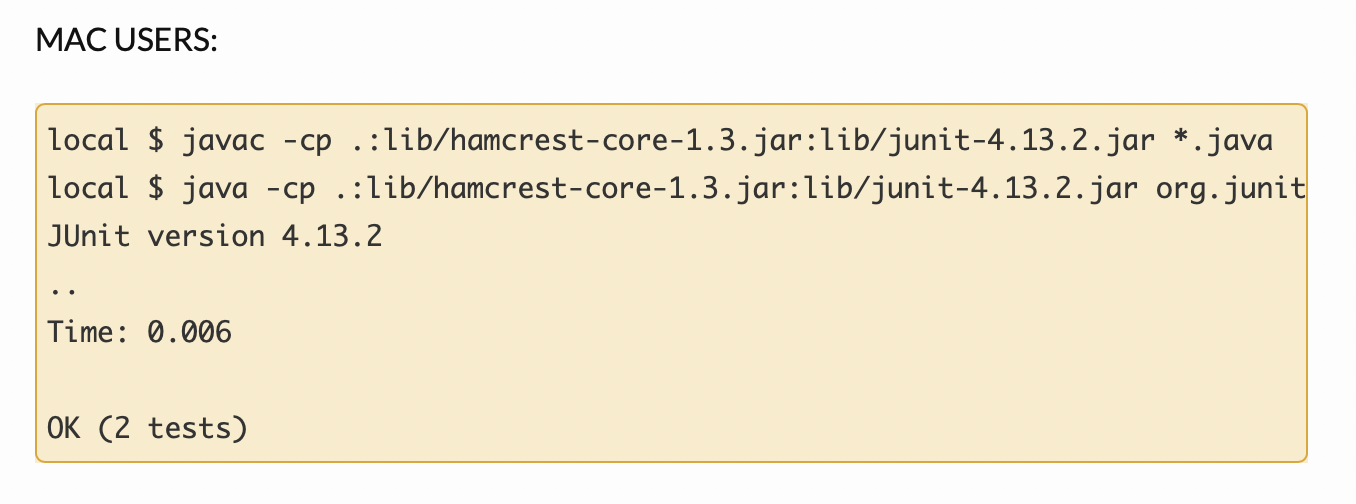 MAC USERS:
local $ javac -cp .:lib/hamcrest-core-1.3.jar:lib/junit-4.13.2.jar *.java
local $ java -cp .:lib/hamcrest-core-1.3.jar:lib/junit-4.13.2.jar org.junit
JUnit version 4.13.2
..
Time: 0.006
OK (2 tests)